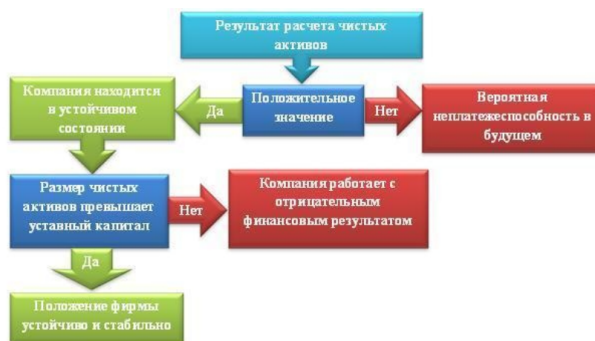 Результат расчета чистых
активов
Компания находится
в устойчивом
состоянии
Да
Положительное
значение
Нет
Вероятная
неплатежеспособность в
будущем
Размер чистых
активов превышает
уставный капитал
Нет
Компания работает с
отрицательным
финансовым результатом
Да
Положение фирмы
устойчиво и стабильно